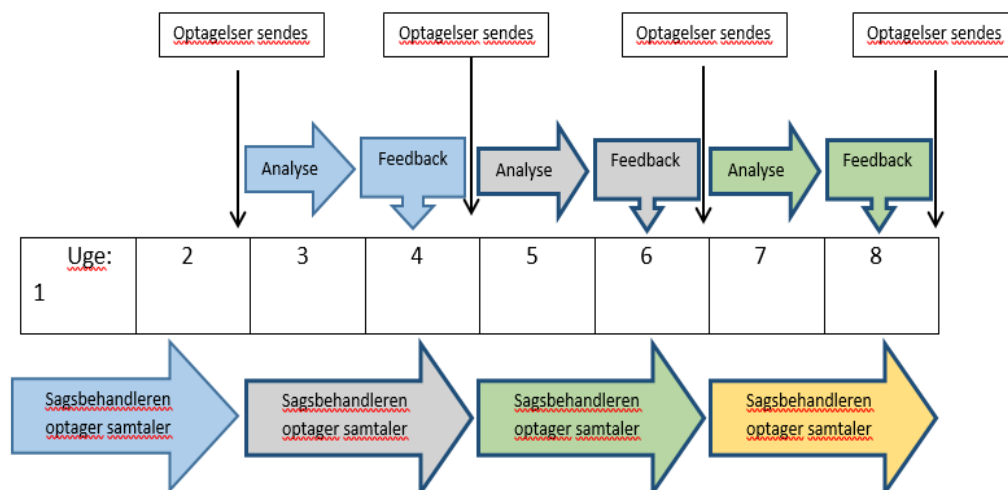 Optagelser sendes
Optagelser sendes
Optagelser sendes
Optagelser sendes
Analyse
Feedback
Analyse
Feedback
Analyse
Feedback
Uge:
1
2
3
4
5
6
7
8
Sagsbehandleren
optager samtaler
Sagsbehandleren
optager samtaler
Sagsbehandleren
optager samtaler
Sagsbehandleren
optager samtaler